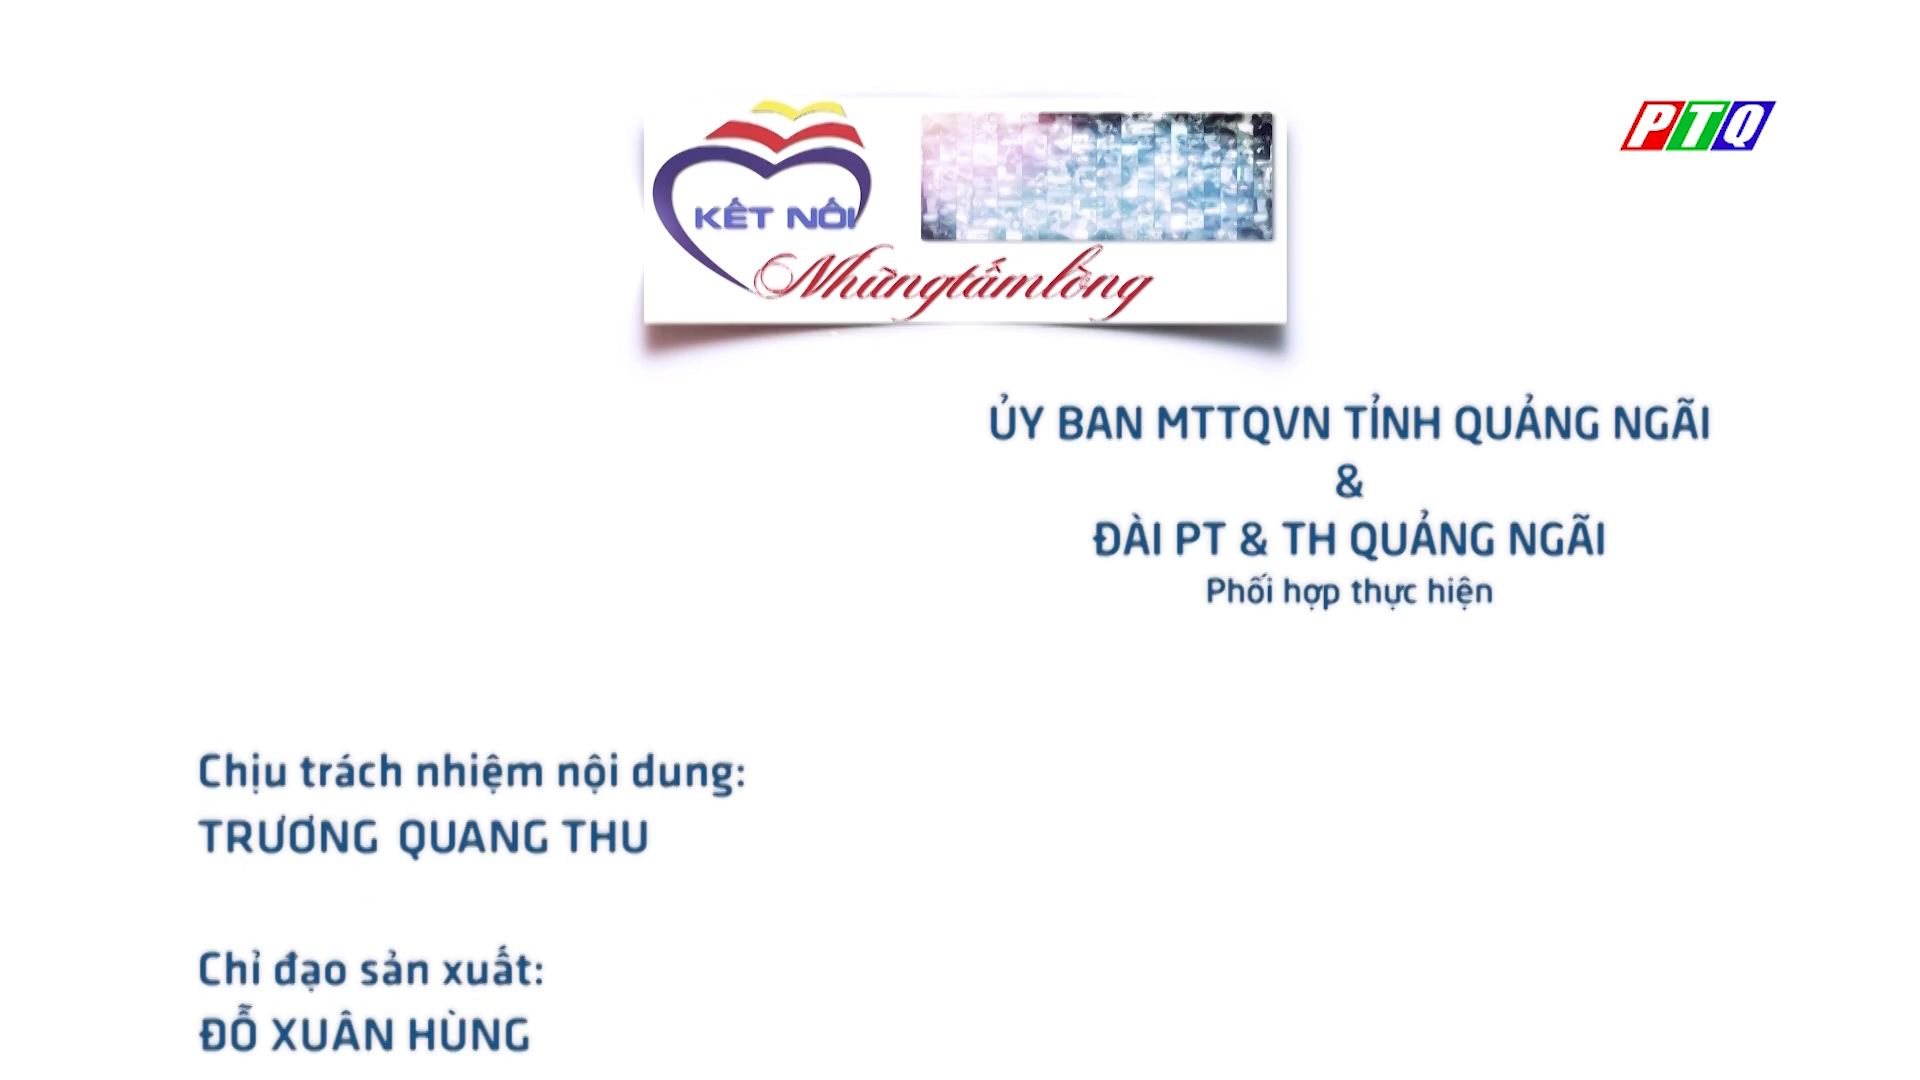 PTQ
KẾT NỐI
Nhữngtấmlòng
ỦY BAN MTTQVN TỈNH QUẢNG NGÃI
&
ĐÀI PT & TH QUẢNG NGÃI
Phối hợp thực hiện
Chịu trách nhiệm nội dung:
TRƯƠNG QUANG THU
Chỉ đạo sản xuất:
ĐỖ XUÂN HÙNG